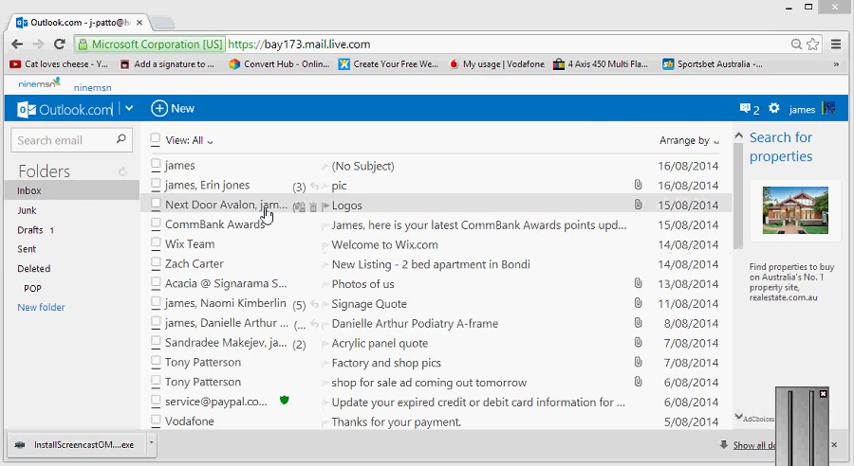 Outlook.com - j-patto@h
Microsoft Corporation [US] https://bay173.mail.live.com
Cat loves cheese - Y... Add a signature to ... Convert Hub - Onlin... Create Your Free We... My usage | Vodafone 4 Axis 450 Multi Fla... Sportsbet Australia -...
ninemsn ninemsn
Outlook.com New 2 james
Search email View: All Arrange by
Folders
Inbox
Junk
Drafts 1
Sent
Deleted
POP
New folder
james (No Subject) 16/08/2014
james, Erin jones (3) pic 16/08/2014
Next Door Avalon, jam... Logos 15/08/2014
CommBank Awards James, here is your latest CommBank Awards points upd... 15/08/2014
Wix Team Welcome to Wix.com 14/08/2014
Zach Carter New Listing - 2 bed apartment in Bondi 14/08/2014
Acacia @ Signarama S... Photos of us 13/08/2014
james, Naomi Kimberlin (5) Signage Quote 11/08/2014
james, Danielle Arthur ... (... Danielle Arthur Podiatry A-frame 8/08/2014
Sandradee Makejev, ja... (2) Acrylic panel quote 7/08/2014
Tony Patterson Factory and shop pics 7/08/2014
Tony Patterson shop for sale ad coming out tomorrow 6/08/2014
service@paypal.co... Update your expired credit or debit card information for ... 6/08/2014
Vodafone Thanks for your payment. 5/08/2014
Search for
properties
Find properties to buy
on Australia's No. 1
property site,
realestate.com.au
AdChoices
InstallScreencastOM....exe Show all do